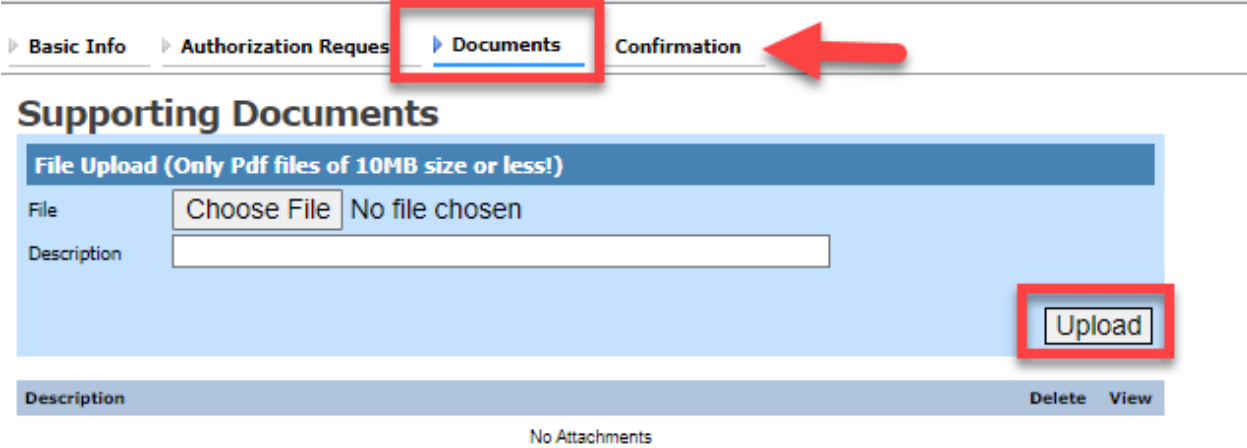 Basic Info Authorization Reques Documents Confirmation
Supporting Documents
File Upload (Only Pdf files of 10MB size or less!)
File Choose File No file chosen
Description
Upload
Description Delete View
No Attachments